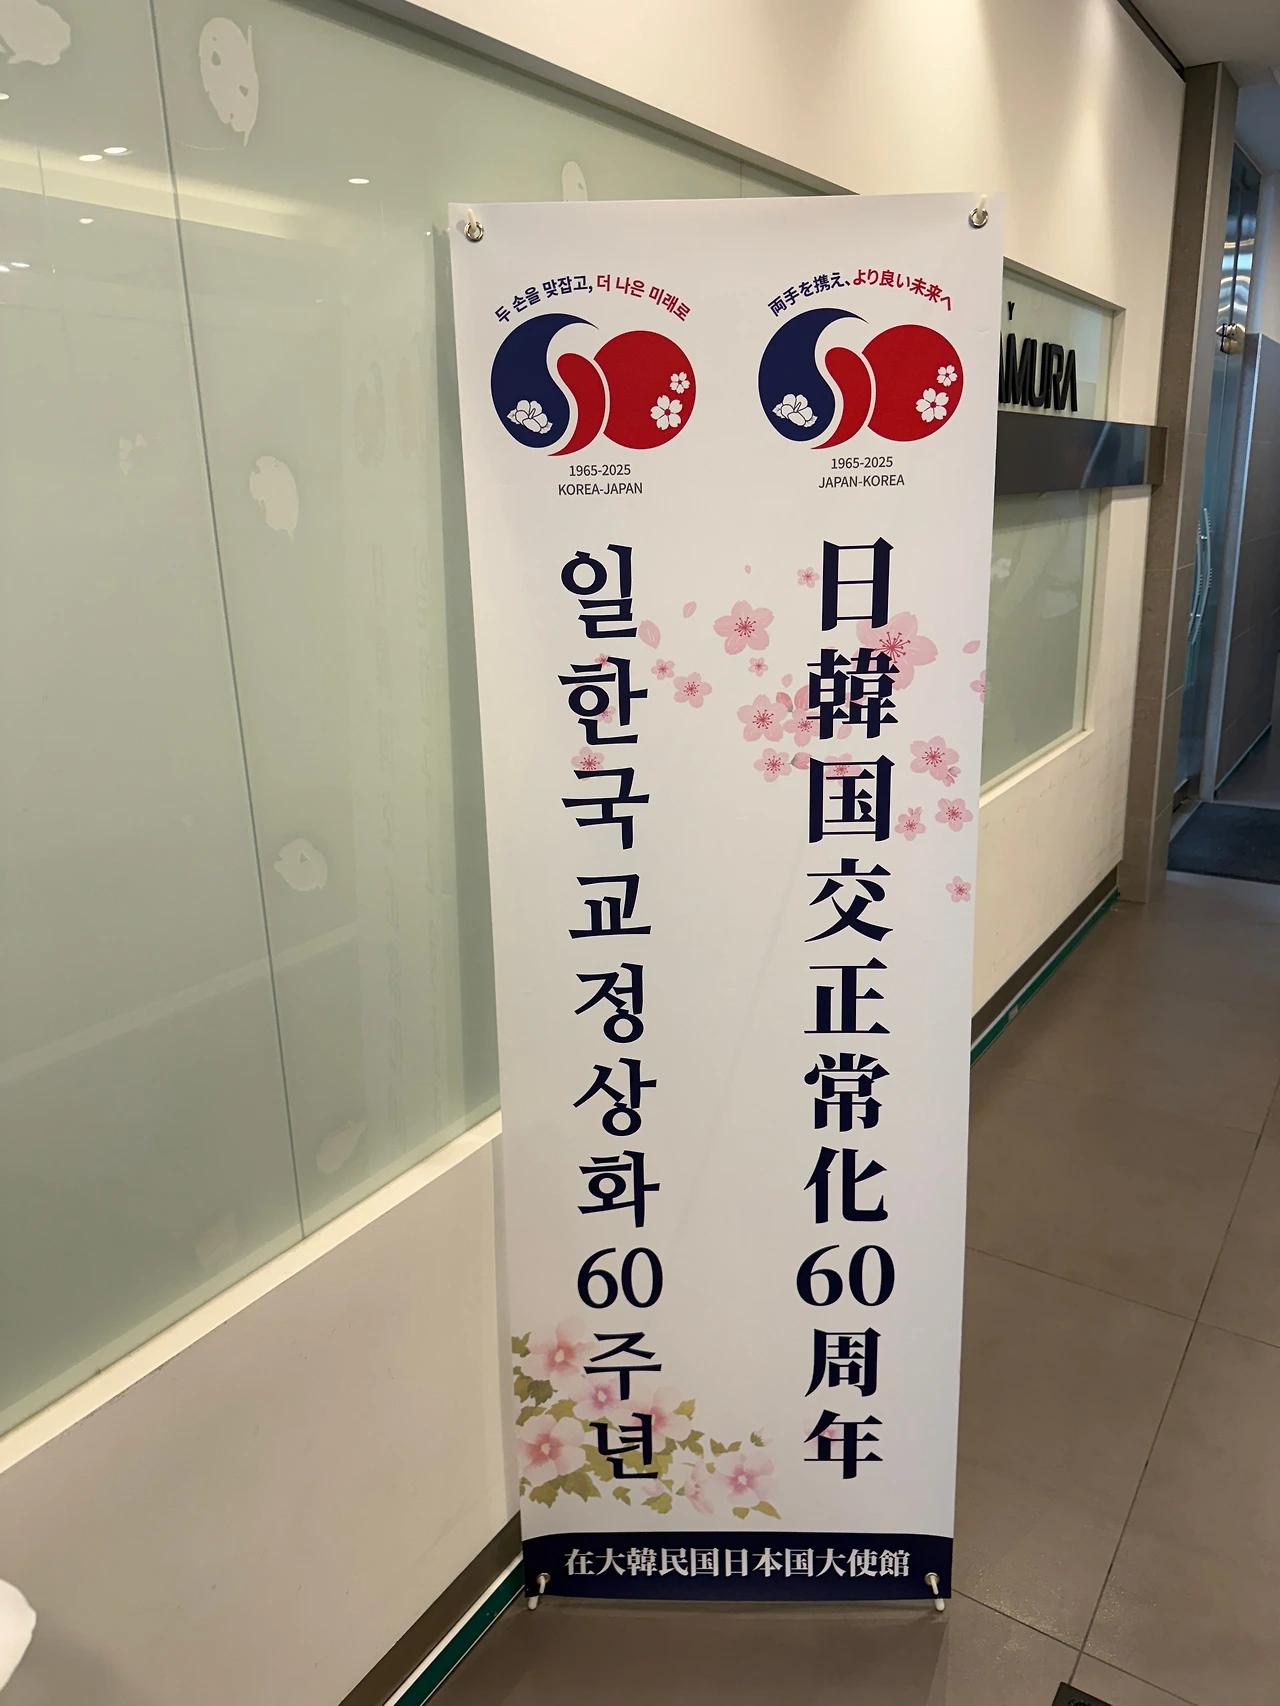 두 손을 맞잡고, 더 나은 미래로
1965-2025
KOREA-JAPAN
両手を携え、より良い未来へ
1965-2025
JAPAN-KOREA
일한국교정상화60주년
日韓国交正常化60周年
在大韓民国日本国大使館
Y
AMURA